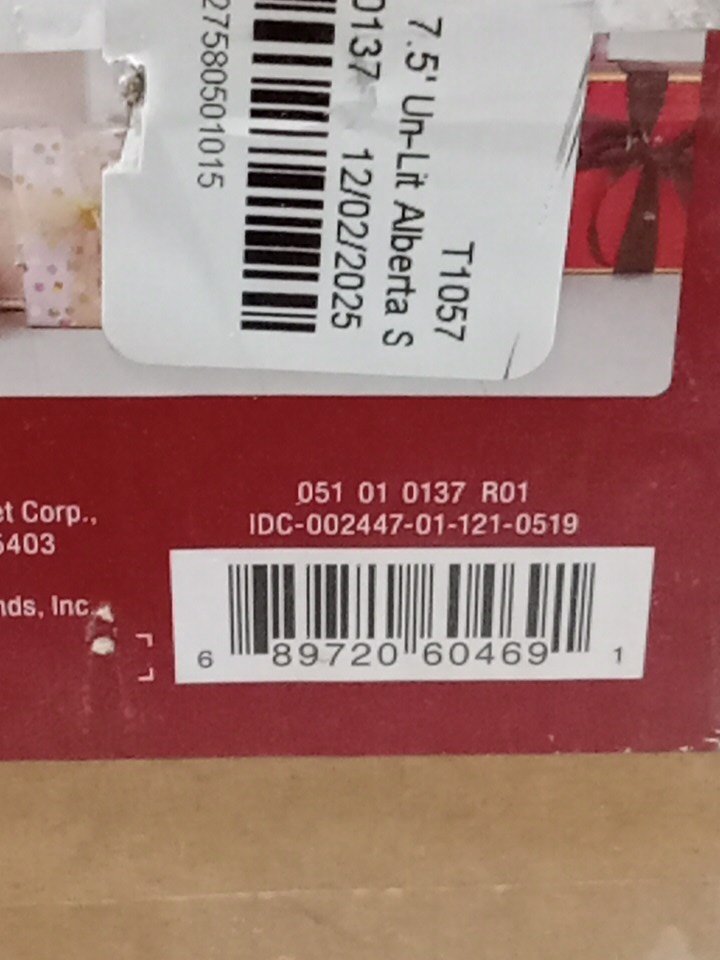 T1057
7.5' Un-Lit Alberta S
0137 12/02/2025
27580501015
051 01 0137 R01
IDC-002447-01-121-0519
et Corp.,
5403
nds, Inc.
6 89720 60469 1